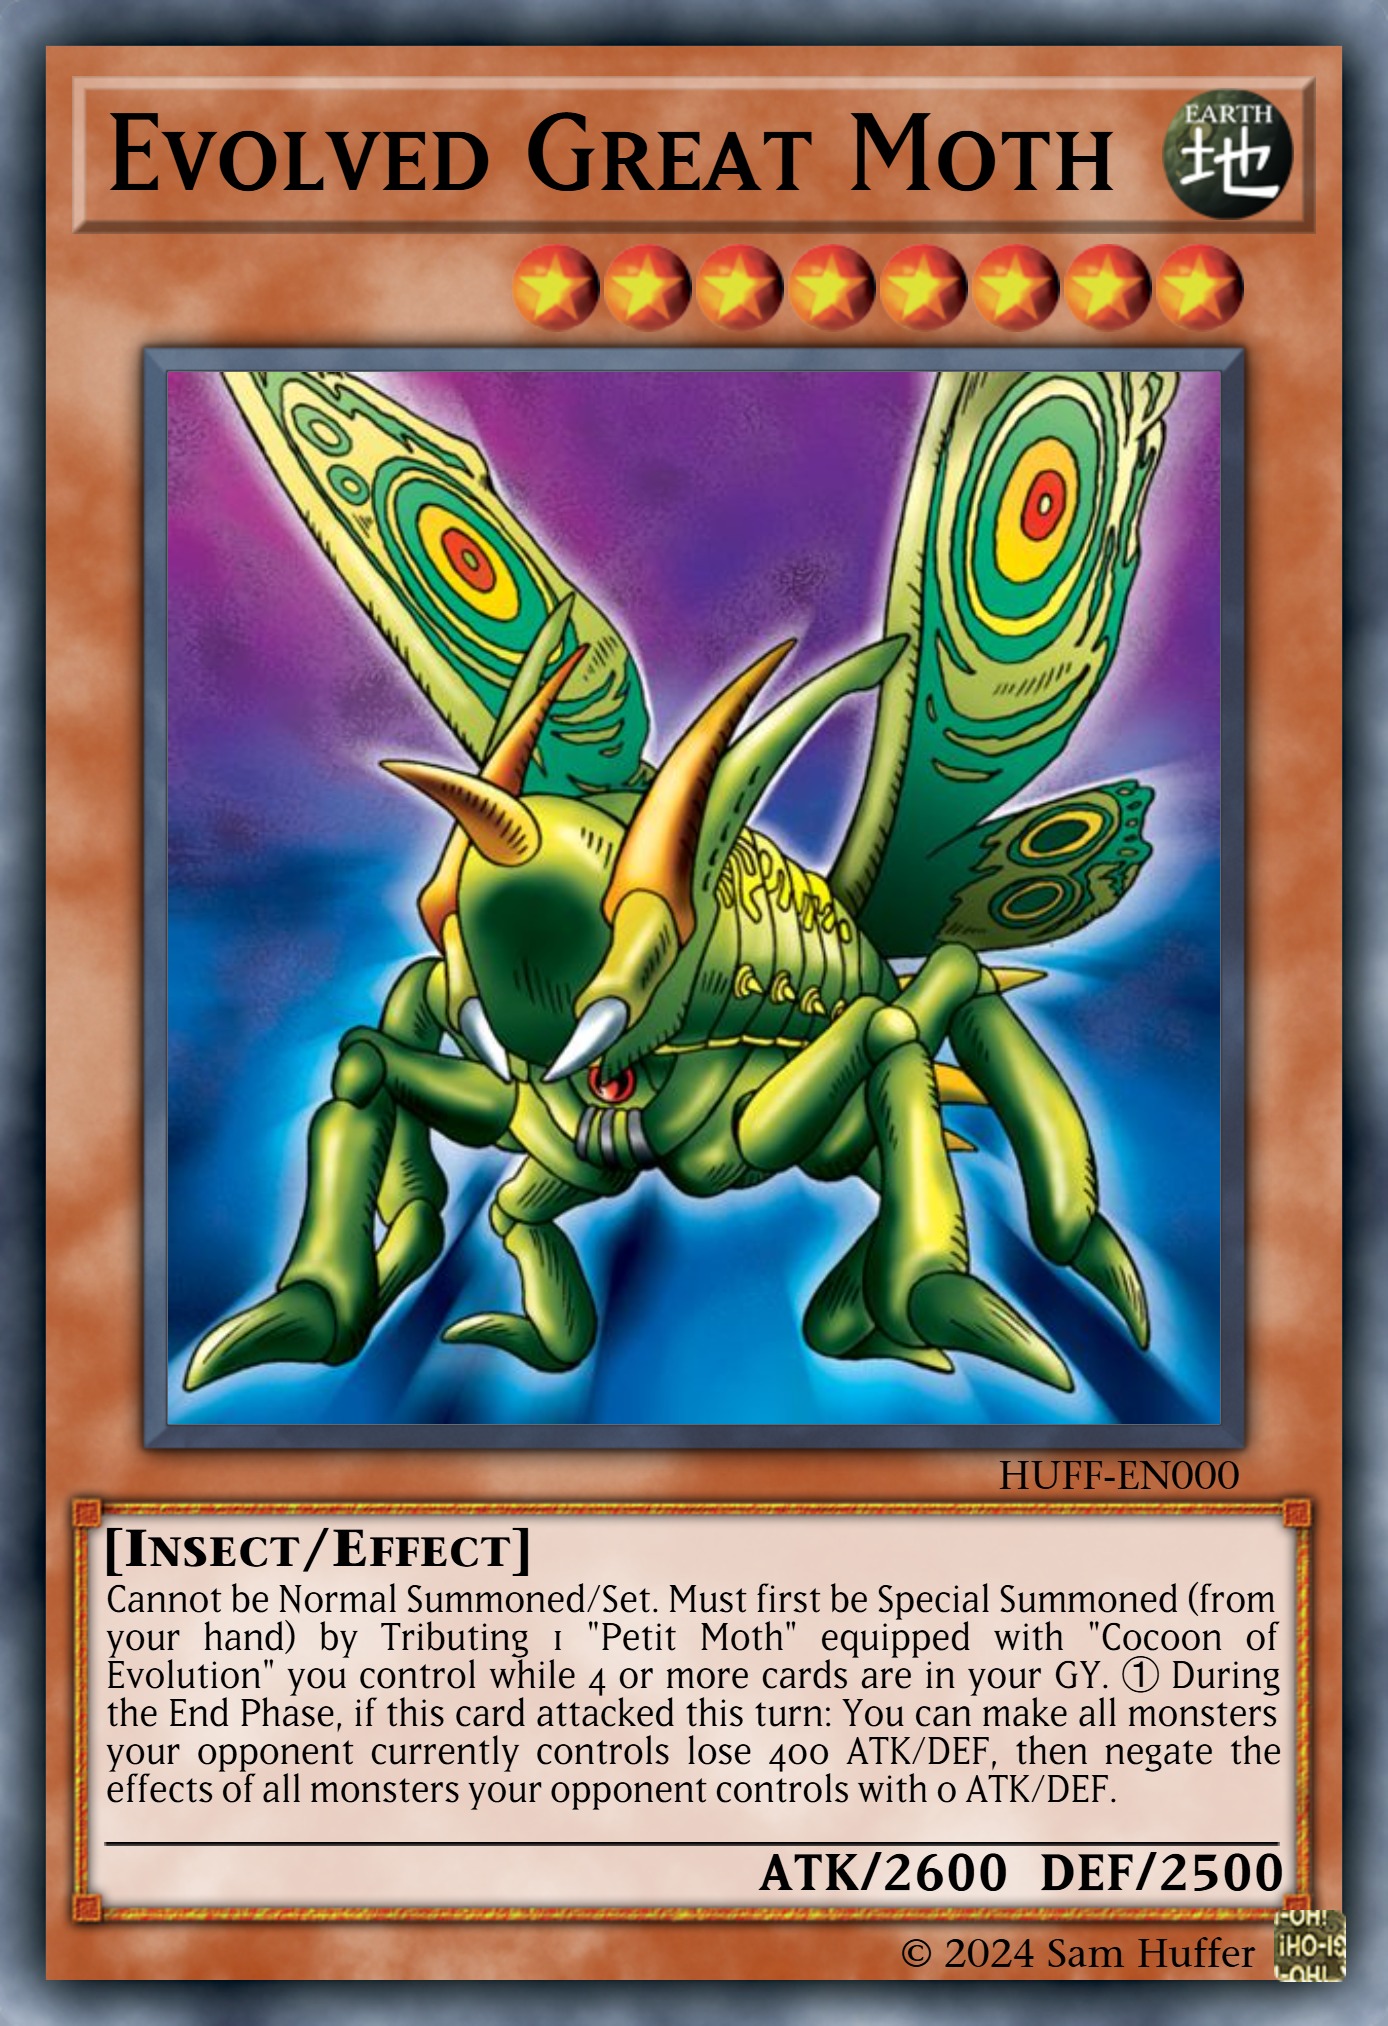 Evolved Great Moth
EARTH
地
HUFF-EN000
[Insect/Effect]
Cannot be Normal Summoned/Set. Must first be Special Summoned (from
your hand) by Tributing 1 "Petit Moth" equipped with "Cocoon of
Evolution" you control while 4 or more cards are in your GY. ① During
the End Phase, if this card attacked this turn: You can make all monsters
your opponent currently controls lose 400 ATK/DEF, then negate the
effects of all monsters your opponent controls with 0 ATK/DEF.
ATK/2600 DEF/2500
© 2024 Sam Huffer